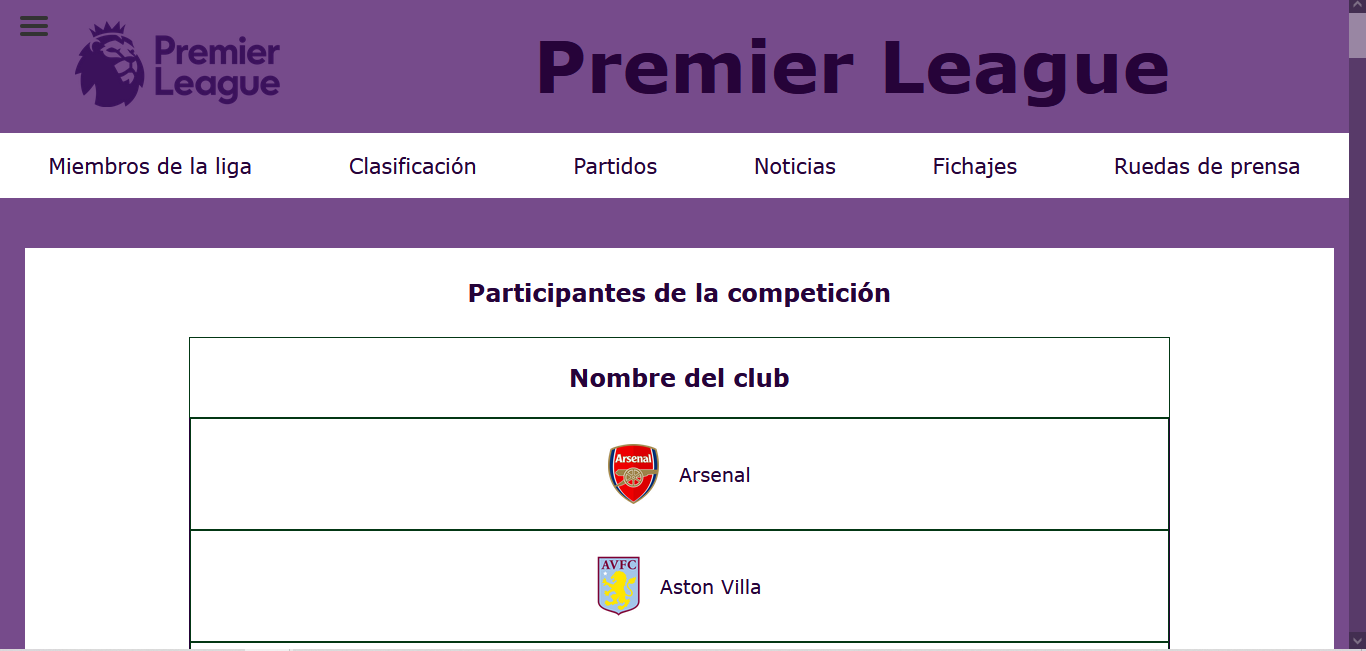 Premier
League
Premier League
Miembros de la liga
Clasificación
Partidos
Noticias
Fichajes
Ruedas de prensa
Participantes de la competición
Nombre del club
Arsenal
Arsenal
AVFC
Aston Villa